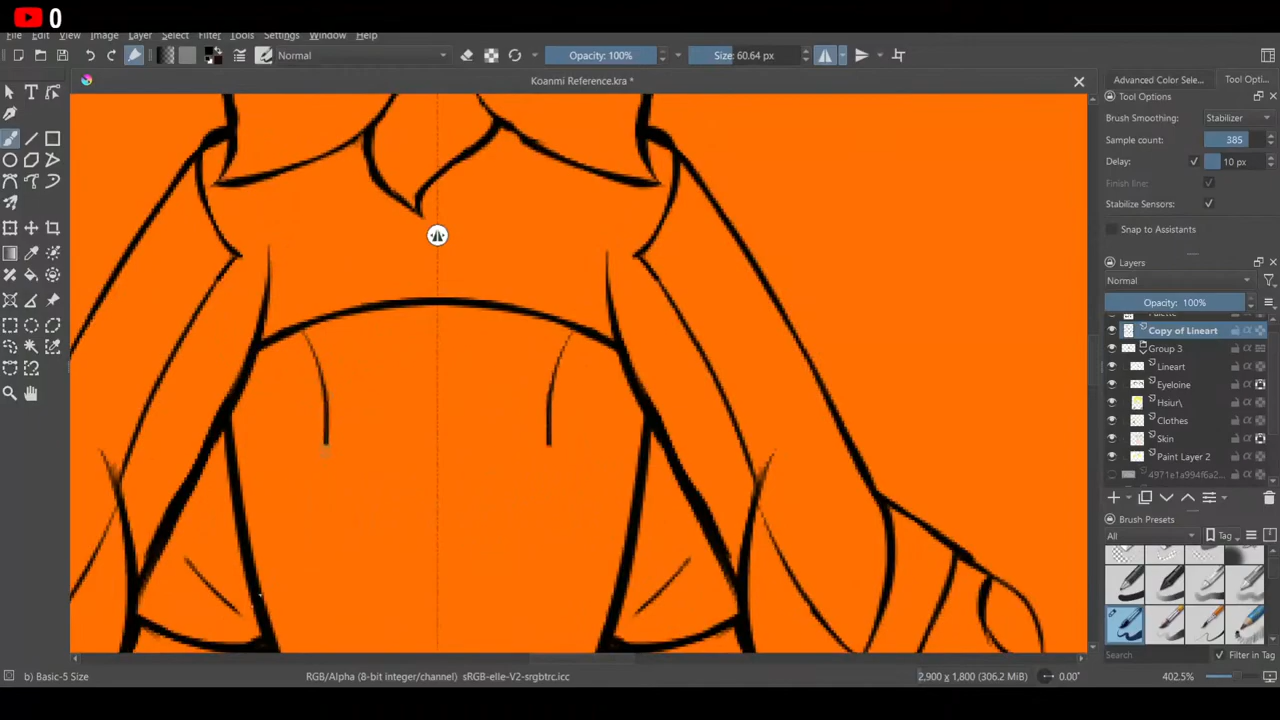 0
File Edit View Image Layer Select Filter Tools Settings Window Help
Normal Opacity: 100% Size: 60.64 px
Koanmi Reference.kra *
Advanced Color Sele... Tool Optio...
Tool Options
Brush Smoothing: Stabilizer
Sample count: 385
Delay: 10 px
Finish line:
Stabilize Sensors:
Snap to Assistants
Layers
Normal
Opacity: 100%
Palette
Copy of Lineart
Group 3
Lineart
Eyeloine
Hsiur\
Clothes
Skin
Paint Layer 2
4971e1a994f6a2...
Brush Presets
All Tag
Search Filter in Tag
b) Basic-5 Size RGB/Alpha (8-bit integer/channel) sRGB-elle-V2-srgbtrc.icc 2,900 x 1,800 (306.2 MiB) 0.00° 402.5%